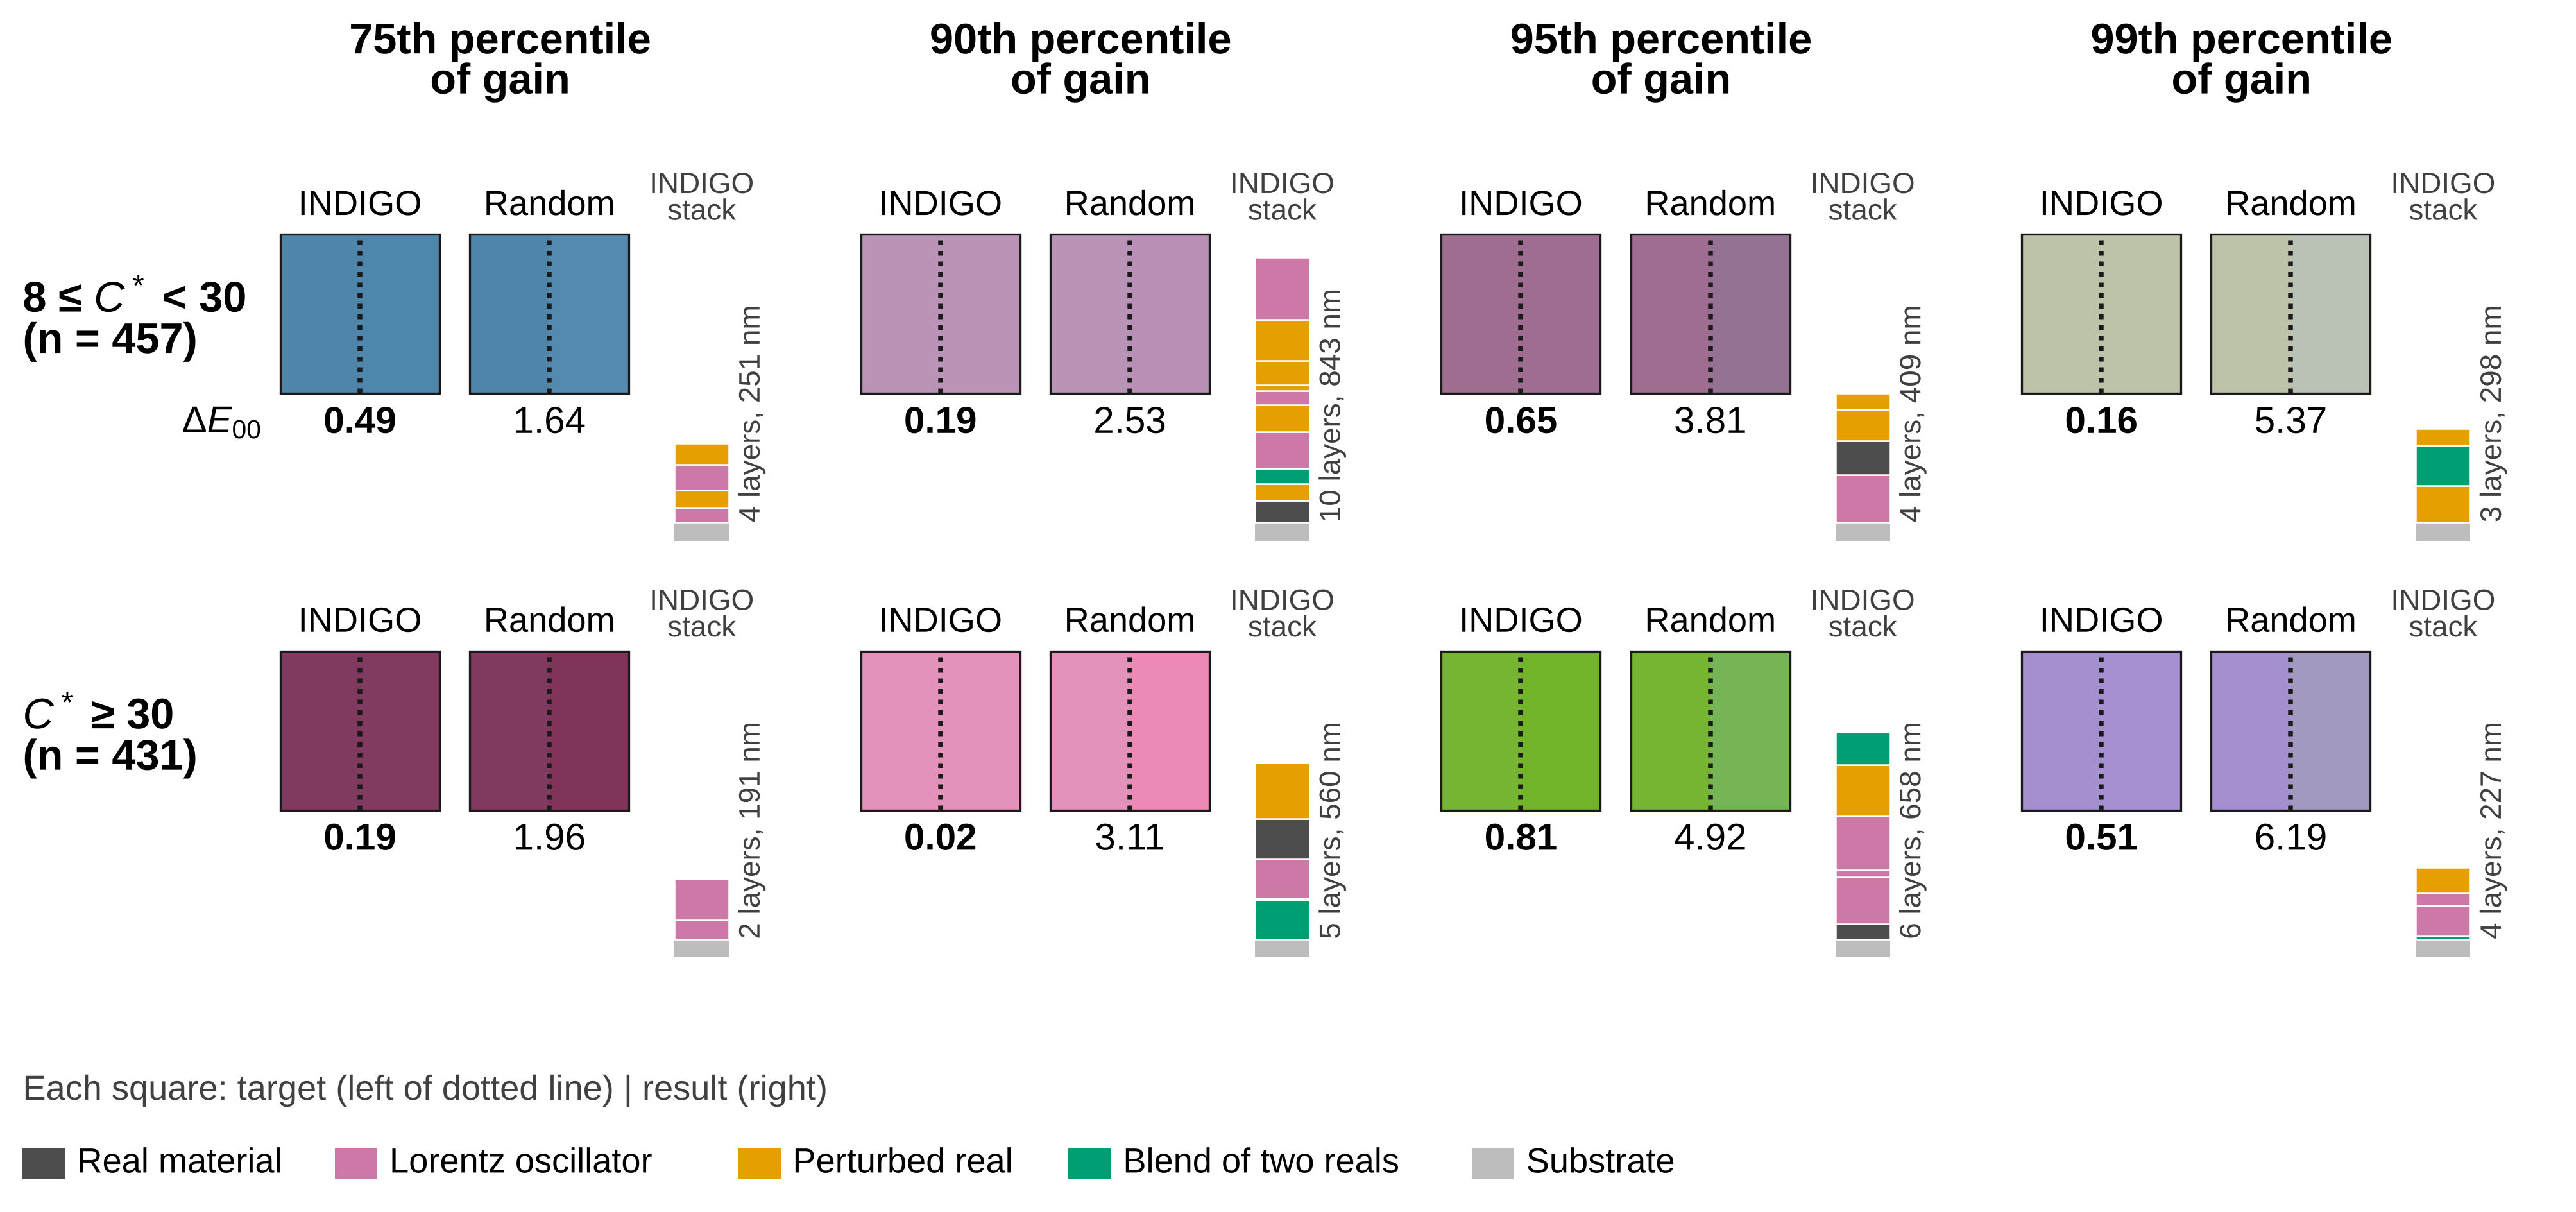 75th percentile
of gain
90th percentile
of gain
95th percentile
of gain
99th percentile
of gain
8 ≤ C* < 30
(n = 457)
INDIGO
Random
INDIGO
stack
ΔE00
0.49
1.64
4 layers, 251 nm
INDIGO
Random
INDIGO
stack
0.19
2.53
10 layers, 843 nm
INDIGO
Random
INDIGO
stack
0.65
3.81
4 layers, 409 nm
INDIGO
Random
INDIGO
stack
0.16
5.37
3 layers, 298 nm
C* ≥ 30
(n = 431)
INDIGO
Random
INDIGO
stack
0.19
1.96
2 layers, 191 nm
INDIGO
Random
INDIGO
stack
0.02
3.11
5 layers, 560 nm
INDIGO
Random
INDIGO
stack
0.81
4.92
6 layers, 658 nm
INDIGO
Random
INDIGO
stack
0.51
6.19
4 layers, 227 nm
Each square: target (left of dotted line) | result (right)
Real material
Lorentz oscillator
Perturbed real
Blend of two reals
Substrate